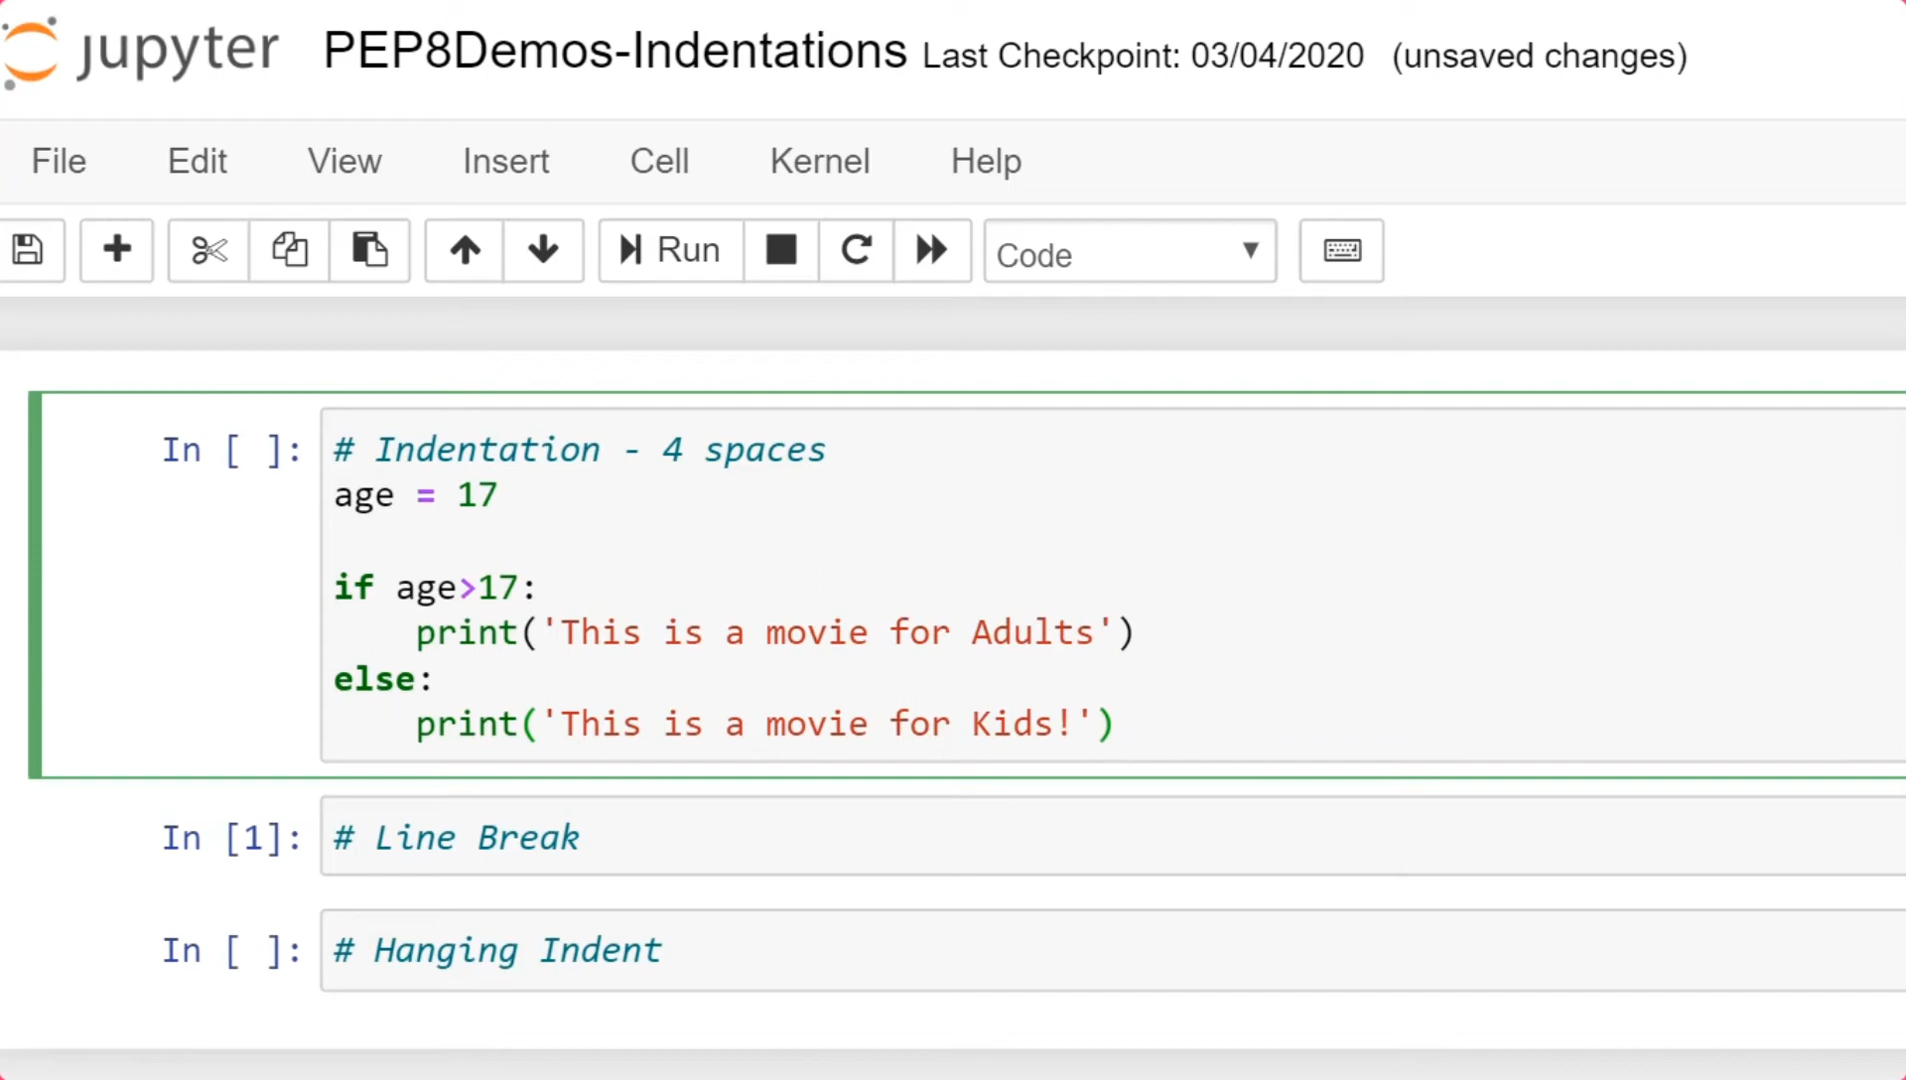 jupyter PEP8Demos-Indentations Last Checkpoint: 03/04/2020 (unsaved changes)
File Edit View Insert Cell Kernel Help
Run Code
In [ ]: # Indentation - 4 spaces
age = 17
if age>17:
    print('This is a movie for Adults')
else:
    print('This is a movie for Kids!')
In [1]: # Line Break
In [ ]: # Hanging Indent